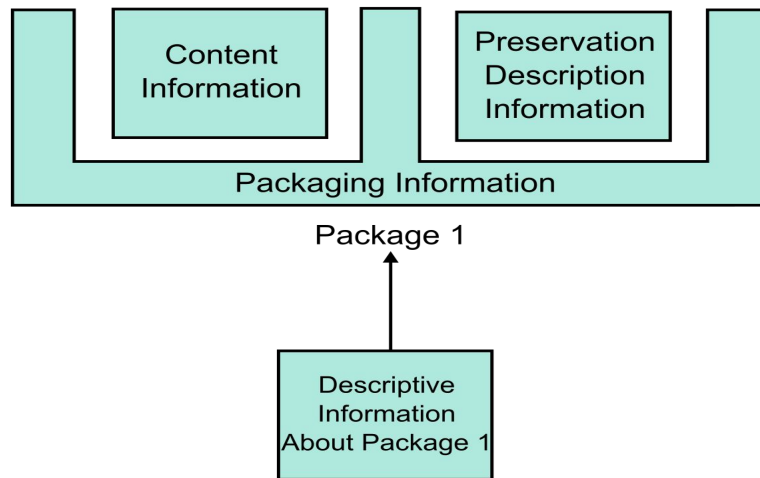 Content
Information
Preservation
Description
Information
Packaging Information
Package 1
Descriptive
Information
About Package 1